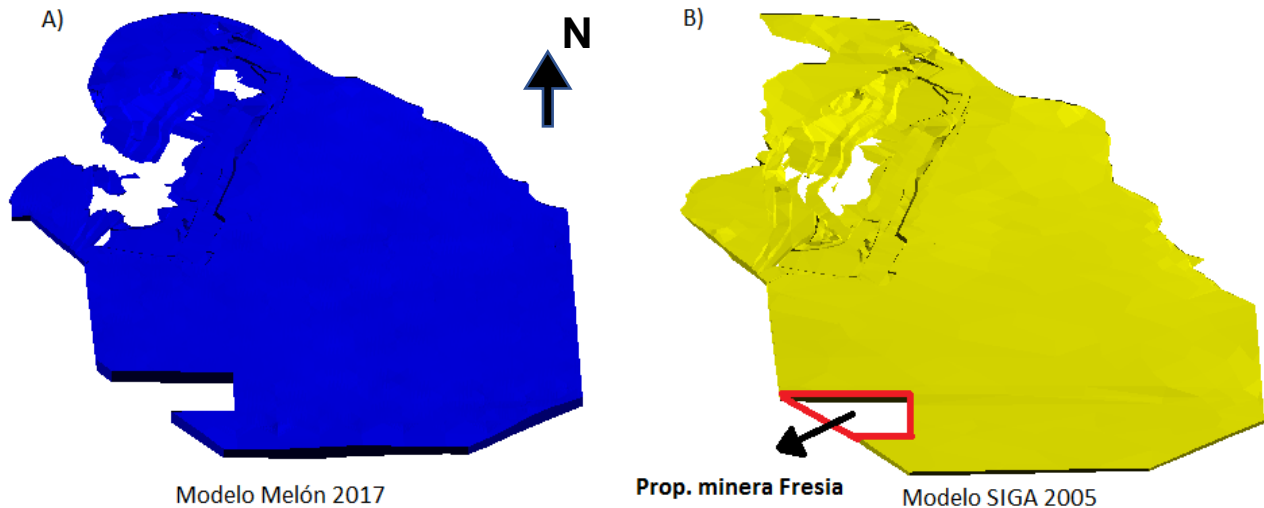 A)
N
B)
Modelo Melón 2017
Prop. minera Fresia
Modelo SIGA 2005